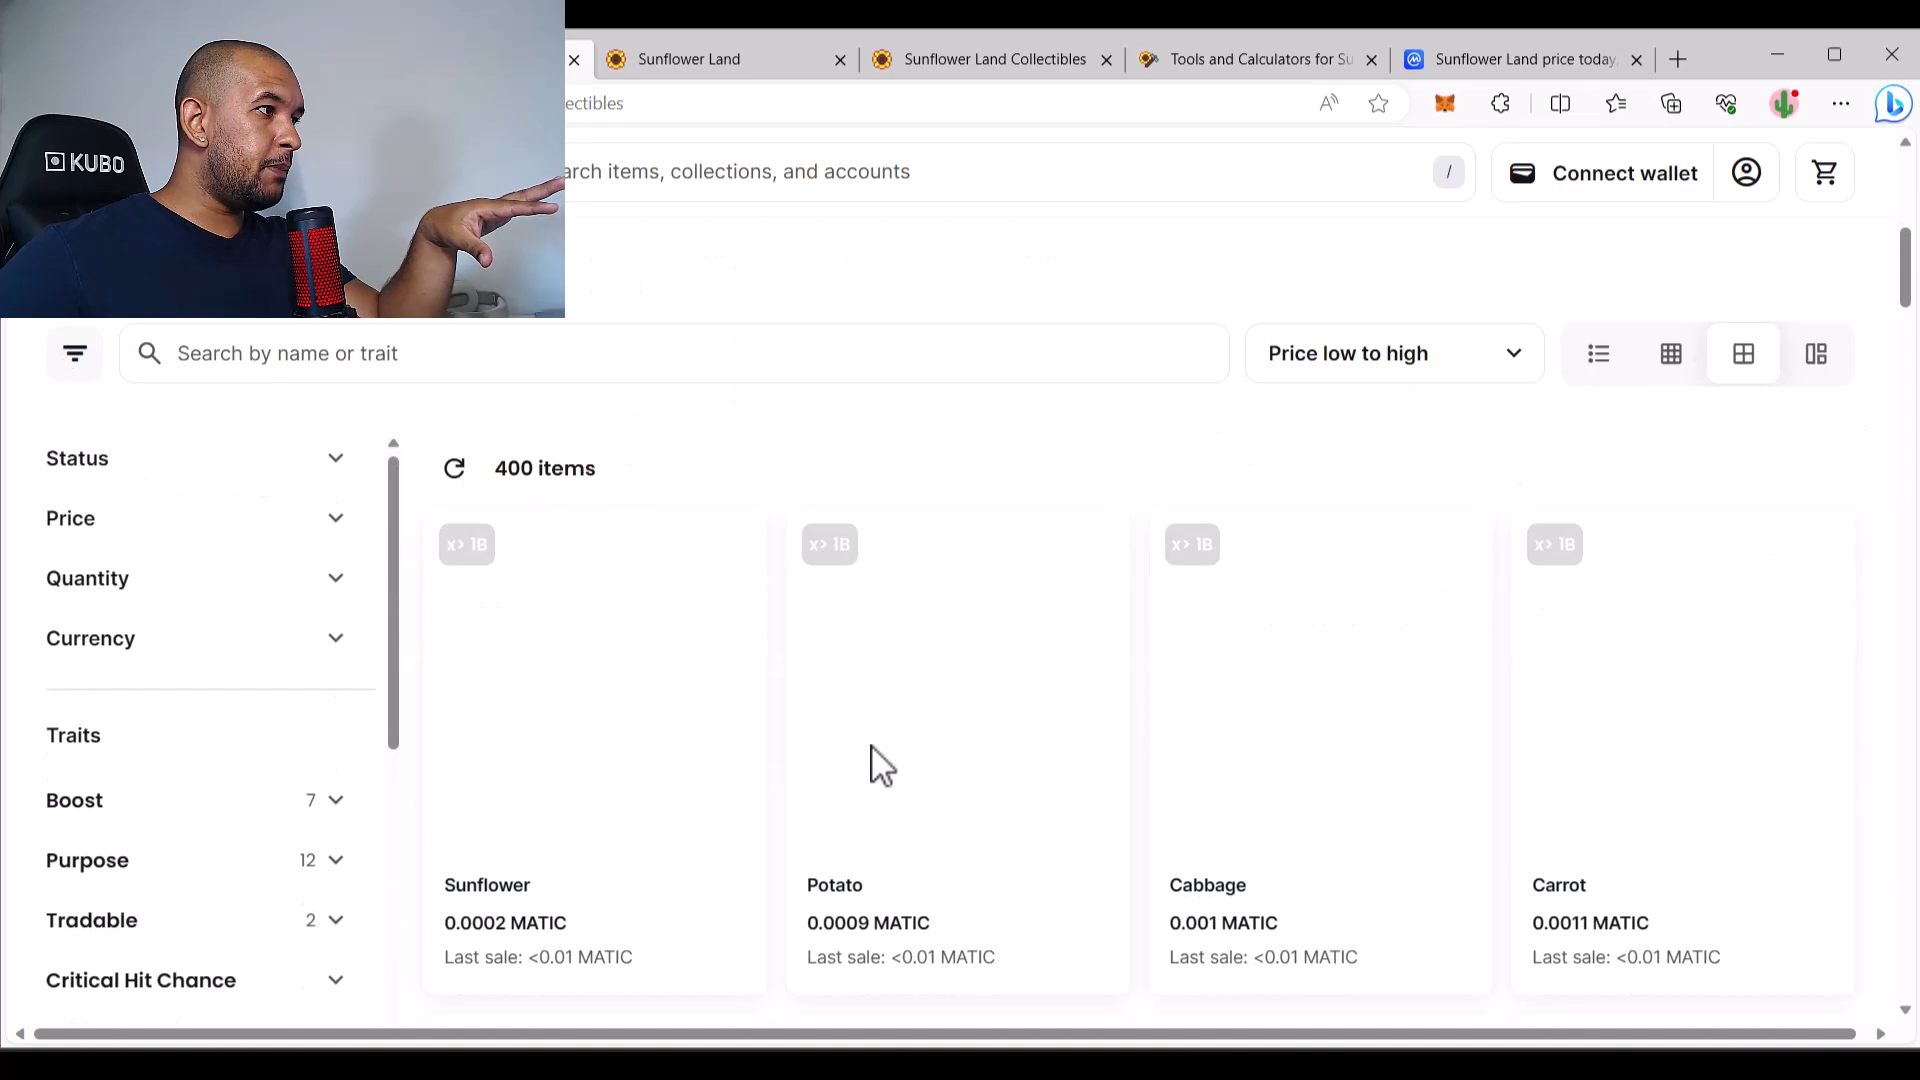 KUBO
Sunflower Land
Sunflower Land Collectibles
Tools and Calculators for Su
Sunflower Land price today,
ectibles
arch items, collections, and accounts
/
Connect wallet
Search by name or trait
Price low to high
Status
Price
Quantity
Currency
Traits
Boost 7
Purpose 12
Tradable 2
Critical Hit Chance
400 items
x> 1B
x> 1B
x> 1B
x> 1B
Sunflower
0.0002 MATIC
Last sale: <0.01 MATIC
Potato
0.0009 MATIC
Last sale: <0.01 MATIC
Cabbage
0.001 MATIC
Last sale: <0.01 MATIC
Carrot
0.0011 MATIC
Last sale: <0.01 MATIC